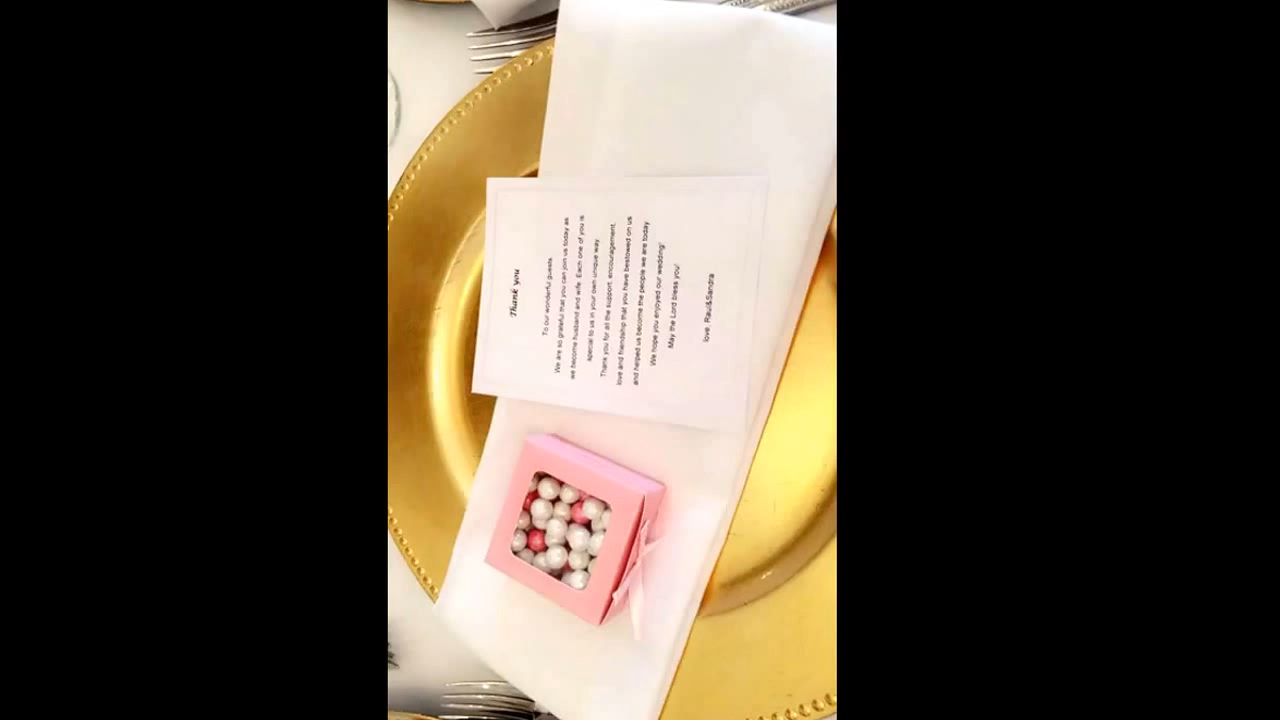 Thank you
To our wonderful guests
We are so grateful that you can join us today as
we become husband and wife. Each one of you is
special to us in your own unique way
Thank you for all the support, encouragement,
love and friendship that you have bestowed on us
and helped us become the people we are today
We hope you enjoyed our wedding!
May the Lord bless you!
love, Raul&Sandra